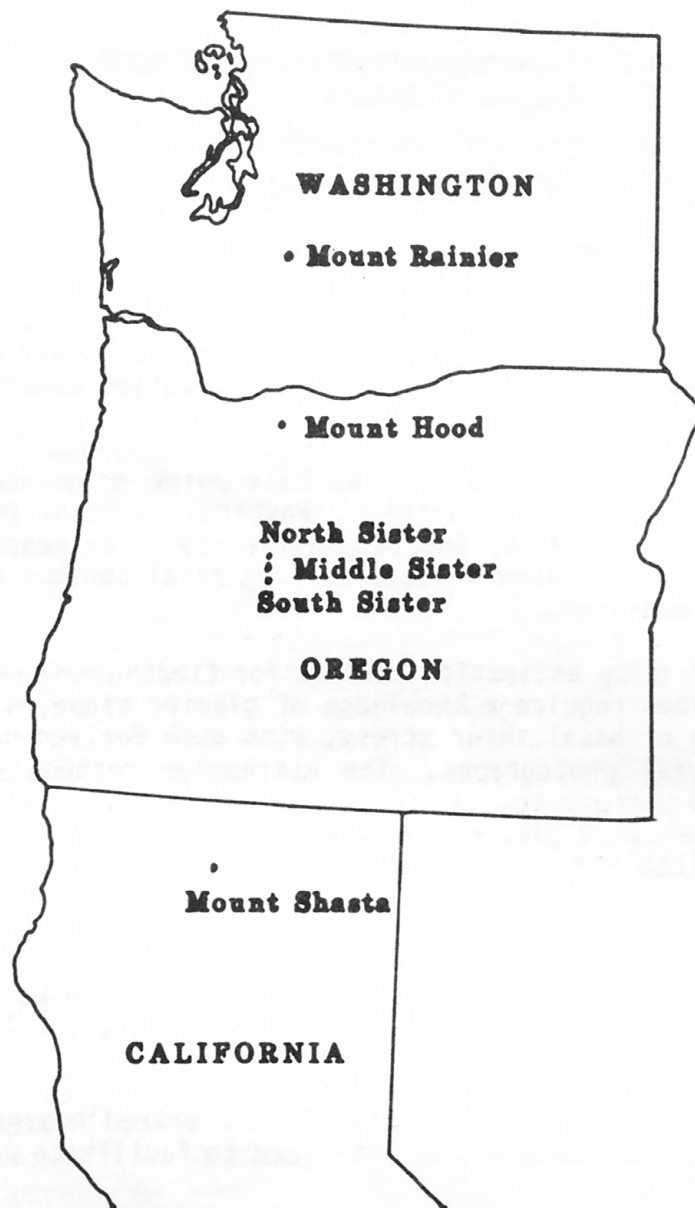 WASHINGTON
Mount Rainier
Mount Hood
North Sister
Middle Sister
South Sister
OREGON
Mount Shasta
CALIFORNIA